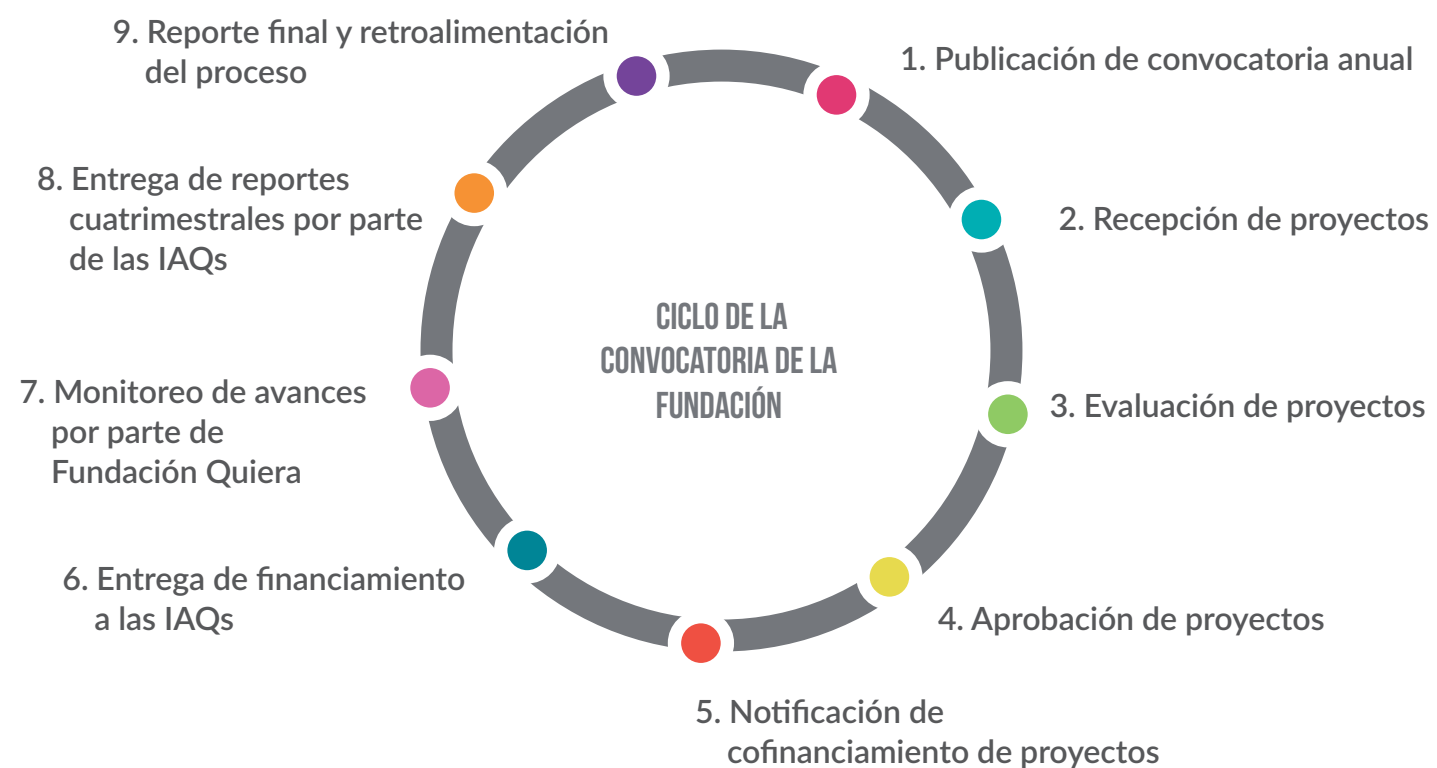 CICLO DE LA
CONVOCATORIA DE LA
FUNDACIÓN
1. Publicación de convocatoria anual
2. Recepción de proyectos
3. Evaluación de proyectos
4. Aprobación de proyectos
5. Notificación de
cofinanciamiento de proyectos
6. Entrega de financiamiento
a las IAQs
7. Monitoreo de avances
por parte de
Fundación Quiera
8. Entrega de reportes
cuatrimestrales por parte
de las IAQs
9. Reporte final y retroalimentación
del proceso